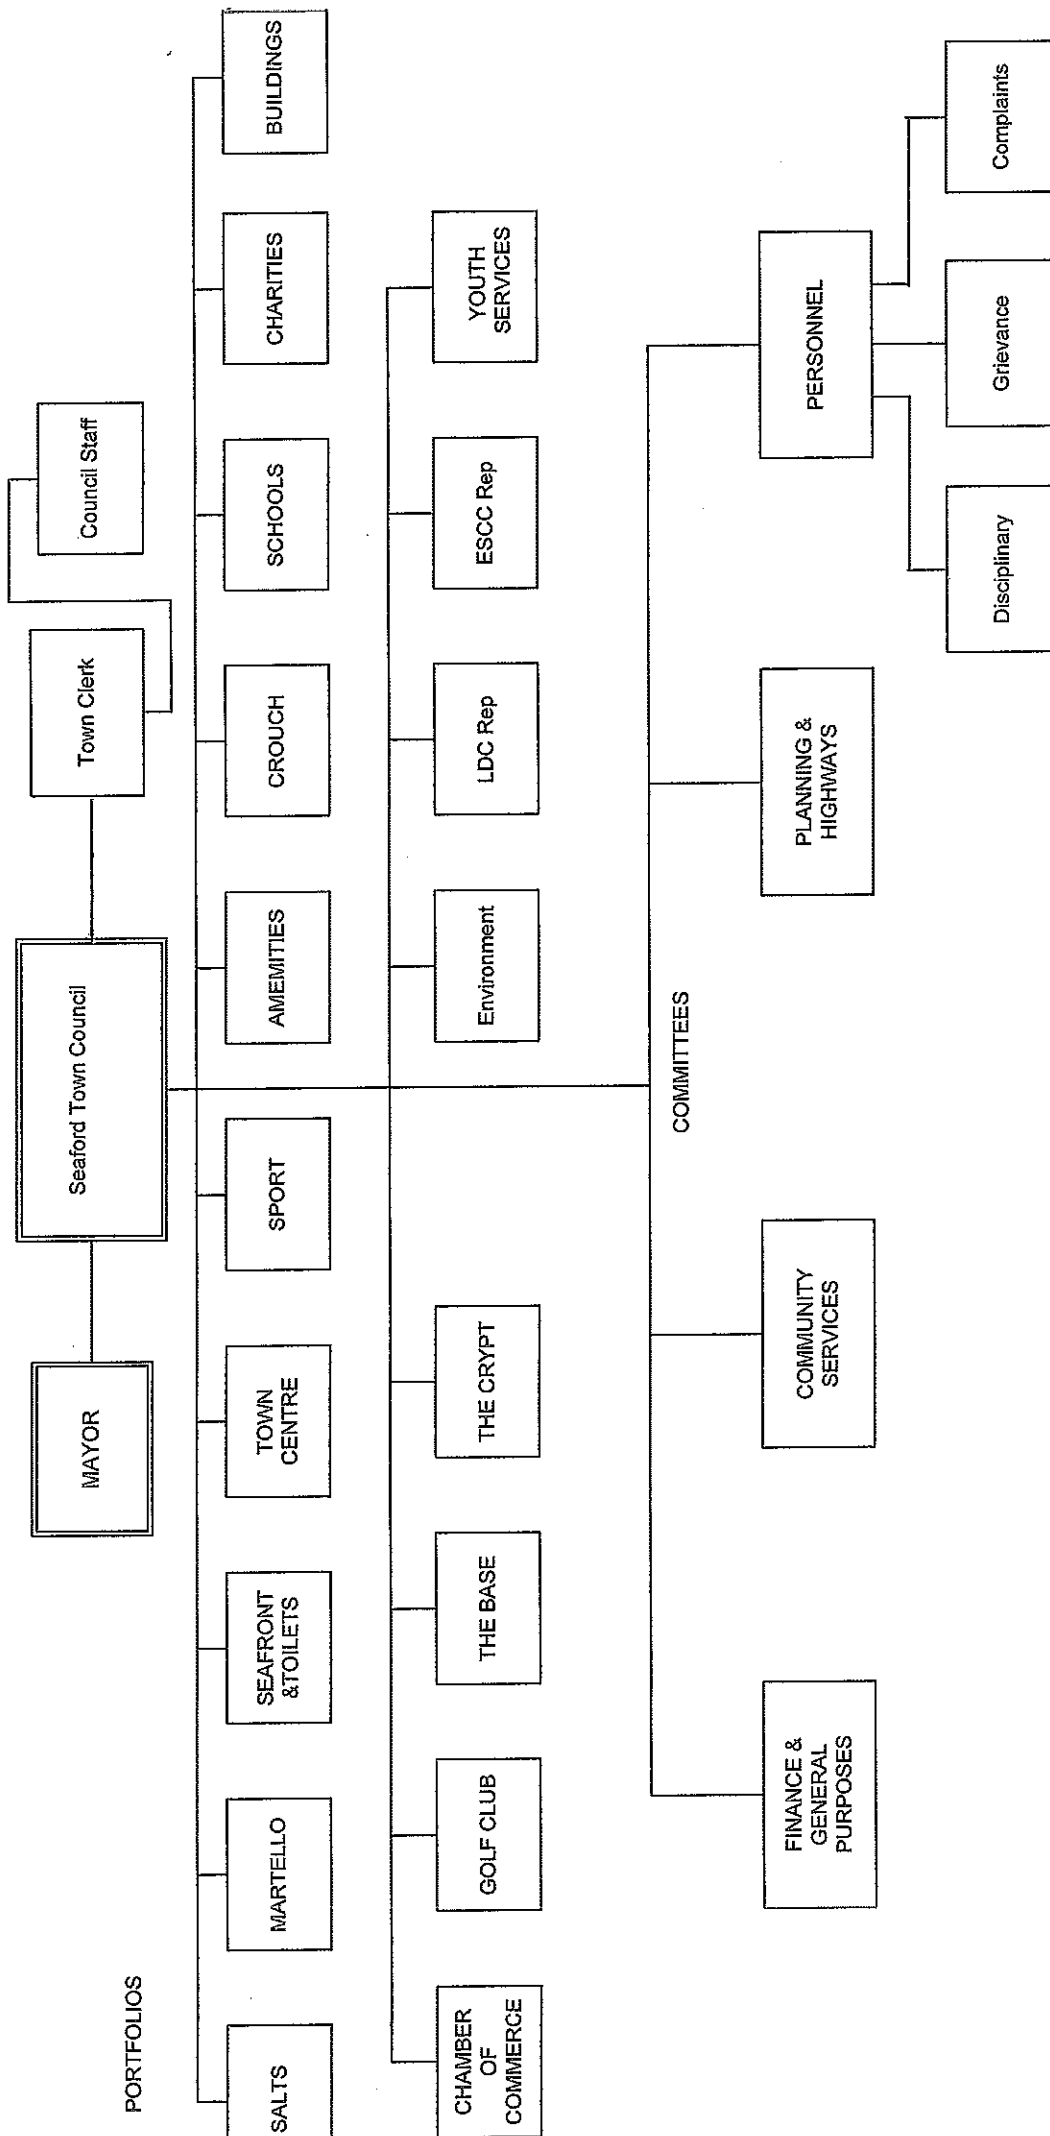 MAYOR
Seaford Town Council
Town Clerk
Council Staff
PORTFOLIOS
SALTS
MARTELLO
SEAFRONT
&TOILETS
TOWN
CENTRE
SPORT
AMEMITIES
CROUCH
SCHOOLS
CHARITIES
BUILDINGS
CHAMBER
OF
COMMERCE
GOLF CLUB
THE BASE
THE CRYPT
Environment
LDC Rep
ESCC Rep
YOUTH
SERVICES
COMMITTEES
FINANCE &
GENERAL
PURPOSES
COMMUNITY
SERVICES
PLANNING &
HIGHWAYS
PERSONNEL
Disciplinary
Grievance
Complaints